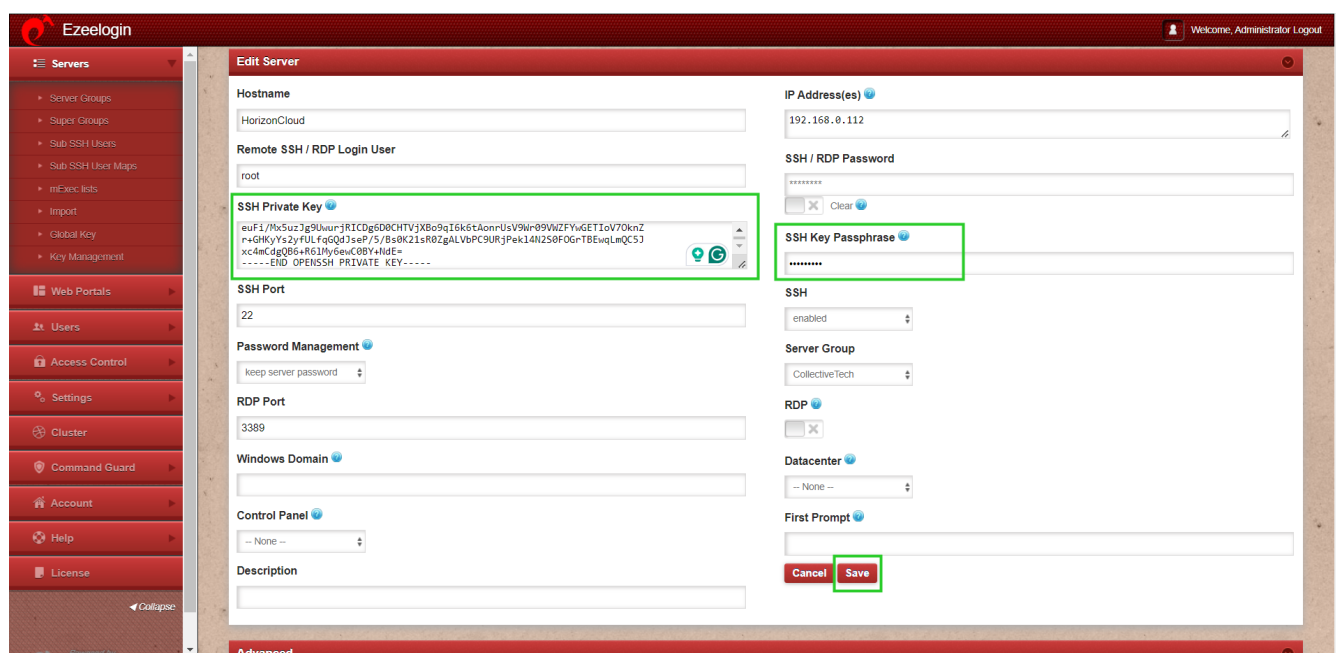 Ezeelogin
Welcome, Administrator Logout
Servers
Server Groups
Super Groups
Sub SSH Users
Sub SSH User Maps
mExec lists
Import
Global Key
Key Management
Web Portals
Users
Access Control
Settings
Cluster
Command Guard
Account
Help
License
Collapse
Edit Server
Hostname
HorizonCloud
Remote SSH / RDP Login User
root
SSH Private Key
euFi/Mx5uzJg9UwurjRICDg6D0CHTVjXBo9qI6k6tAonrUsV9Wr09VWZFYwGETIoV7OknZ
r+GHKyYs2yfULfqGQdJseP/5/Bs0K21sR0ZgALVbPC9URjPekl4N2S0FOGrTBEwqLmQC5J
xc4mCdgQB6+R61My6ewC0BY+NdE=
-----END OPENSSH PRIVATE KEY-----
SSH Port
22
Password Management
keep server password
RDP Port
3389
Windows Domain
Control Panel
-- None --
Description
IP Address(es)
192.168.0.112
SSH / RDP Password
********
Clear
SSH Key Passphrase
•••••••••
SSH
enabled
Server Group
CollectiveTech
RDP
Datacenter
-- None --
First Prompt
Cancel Save
Advanced